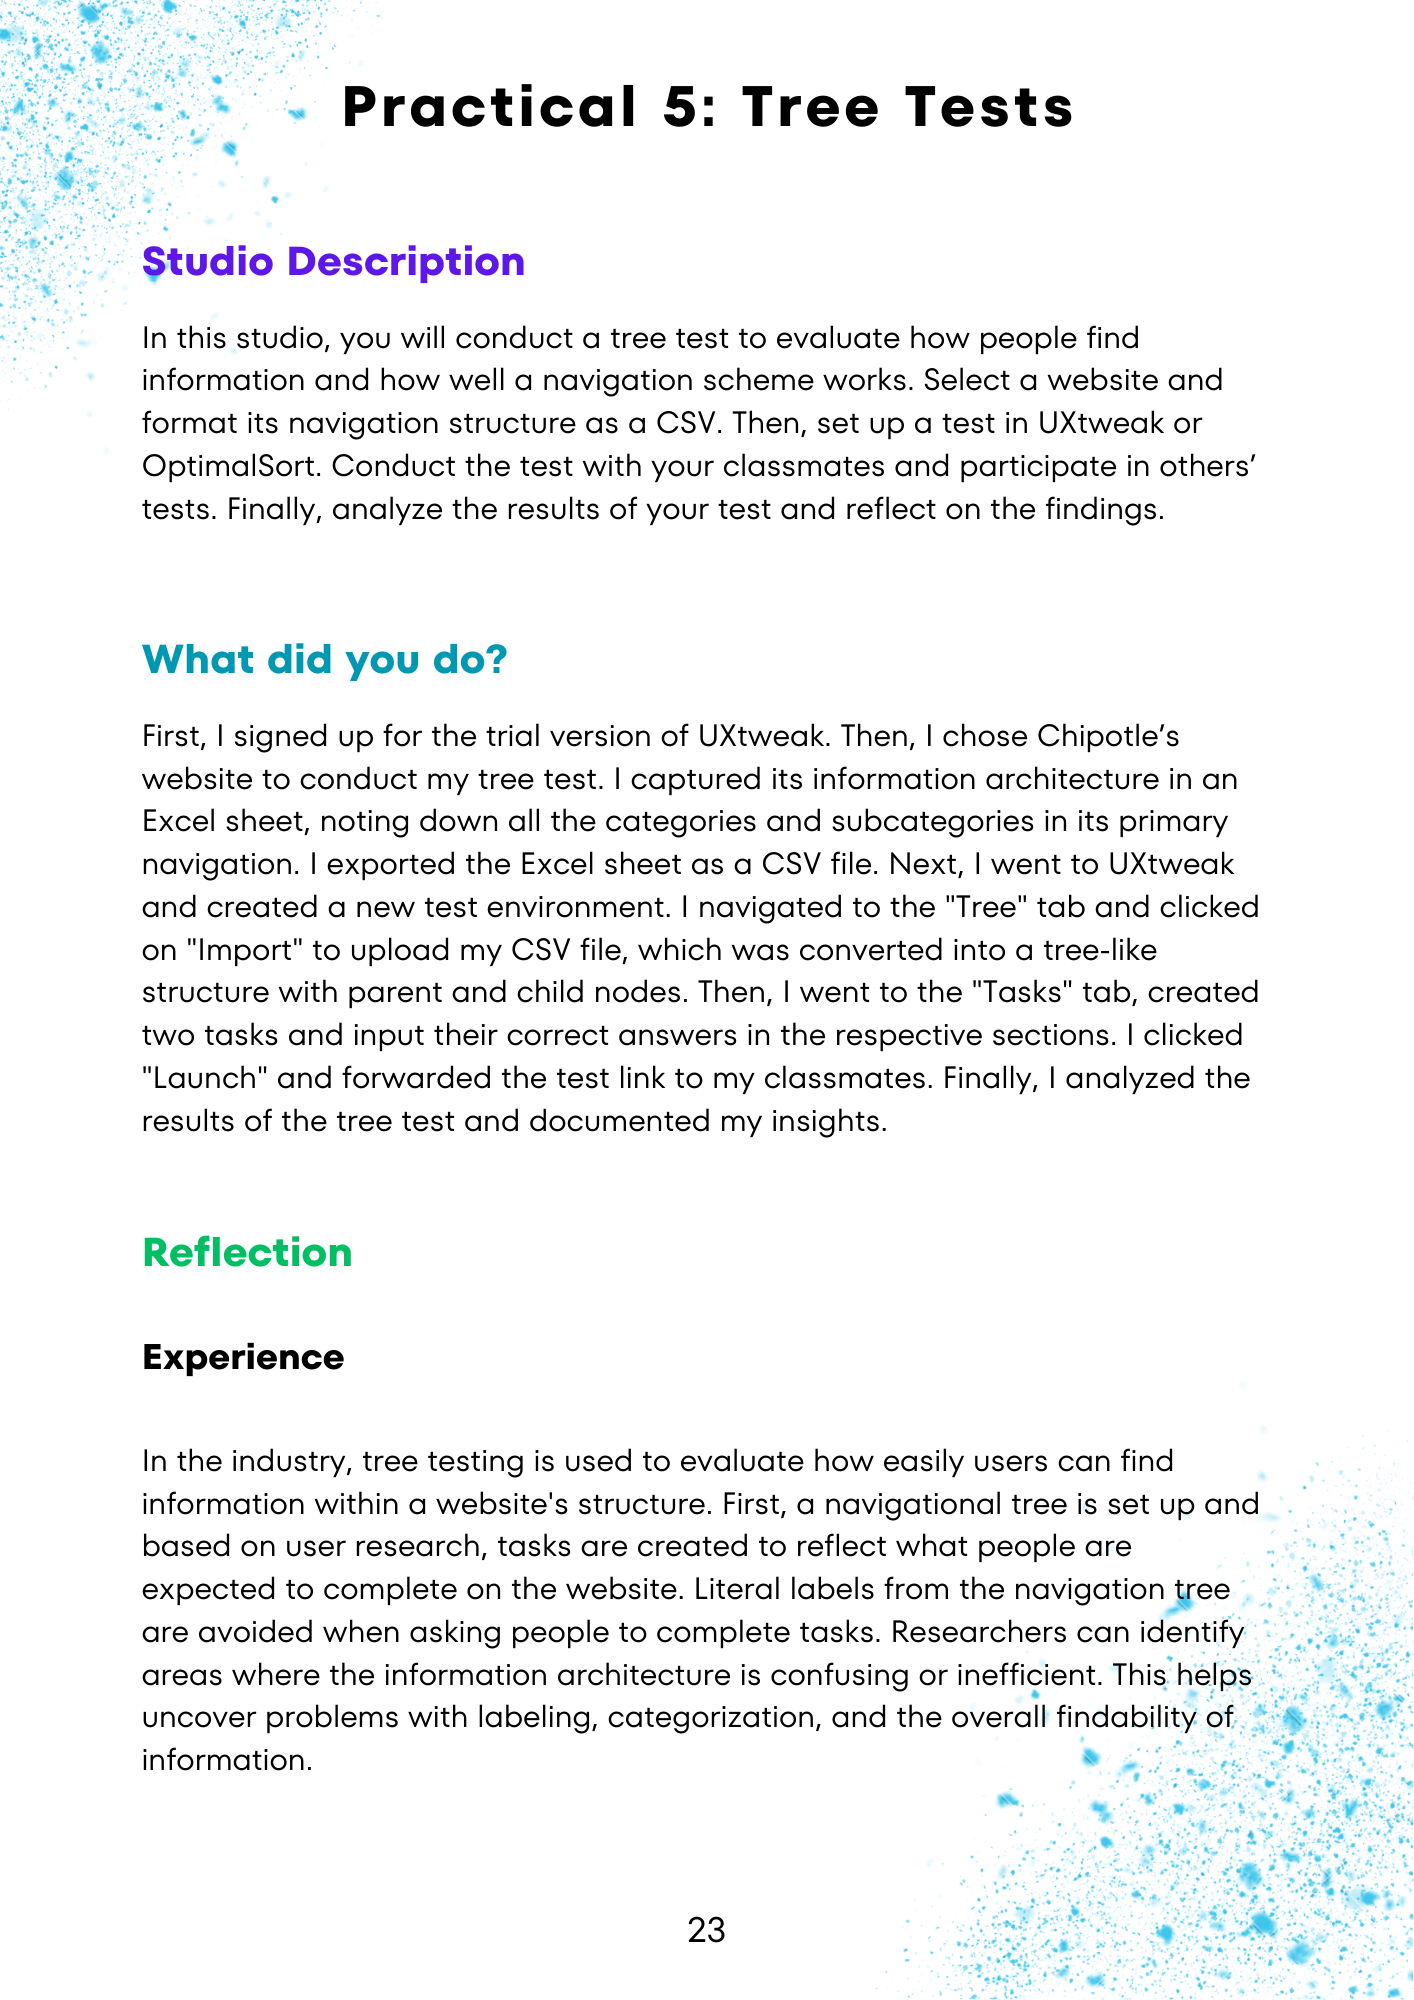 Practical 5: Tree Tests
Studio Description
In this studio, you will conduct a tree test to evaluate how people find
information and how well a navigation scheme works. Select a website and
format its navigation structure as a CSV. Then, set up a test in UXtweak or
OptimalSort. Conduct the test with your classmates and participate in others’
tests. Finally, analyze the results of your test and reflect on the findings.
What did you do?
First, I signed up for the trial version of UXtweak. Then, I chose Chipotle’s
website to conduct my tree test. I captured its information architecture in an
Excel sheet, noting down all the categories and subcategories in its primary
navigation. I exported the Excel sheet as a CSV file. Next, I went to UXtweak
and created a new test environment. I navigated to the "Tree" tab and clicked
on "Import" to upload my CSV file, which was converted into a tree-like
structure with parent and child nodes. Then, I went to the "Tasks" tab, created
two tasks and input their correct answers in the respective sections. I clicked
"Launch" and forwarded the test link to my classmates. Finally, I analyzed the
results of the tree test and documented my insights.
Reflection
Experience
In the industry, tree testing is used to evaluate how easily users can find
information within a website's structure. First, a navigational tree is set up and
based on user research, tasks are created to reflect what people are
expected to complete on the website. Literal labels from the navigation tree
are avoided when asking people to complete tasks. Researchers can identify
areas where the information architecture is confusing or inefficient. This helps
uncover problems with labeling, categorization, and the overall findability of
information.
23